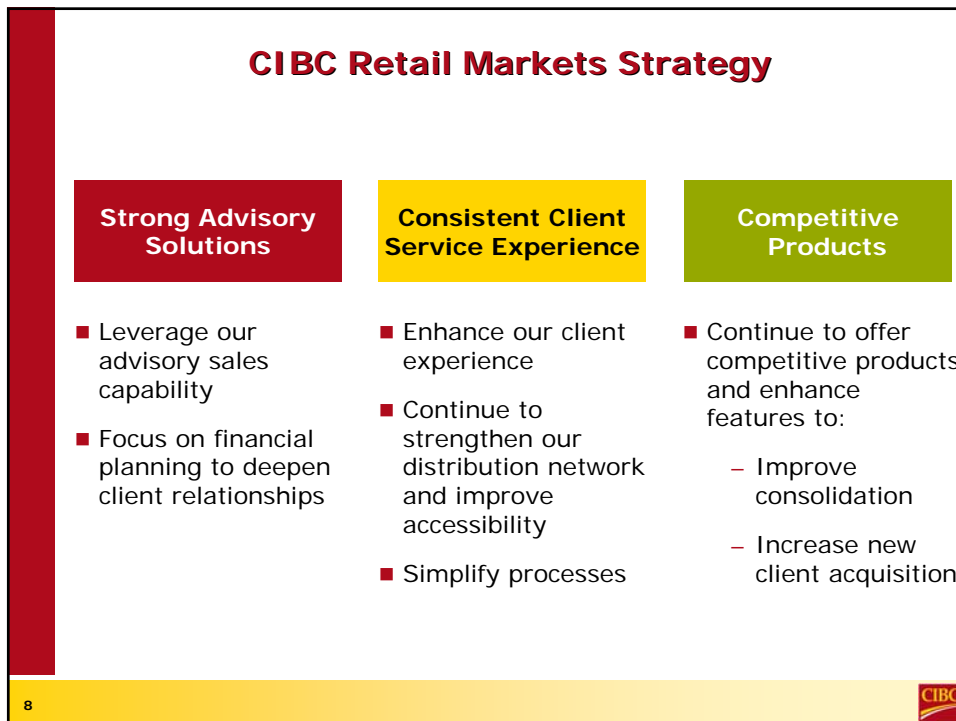 CIBC Retail Markets Strategy
Strong Advisory
Solutions
Leverage our
advisory sales
capability
Focus on financial
planning to deepen
client relationships
Consistent Client
Service Experience
Enhance our client
experience
Continue to
strengthen our
distribution network
and improve
accessibility
Simplify processes
Competitive
Products
Continue to offer
competitive products
and enhance
features to:
– Improve
consolidation
– Increase new
client acquisition
8
CIBC